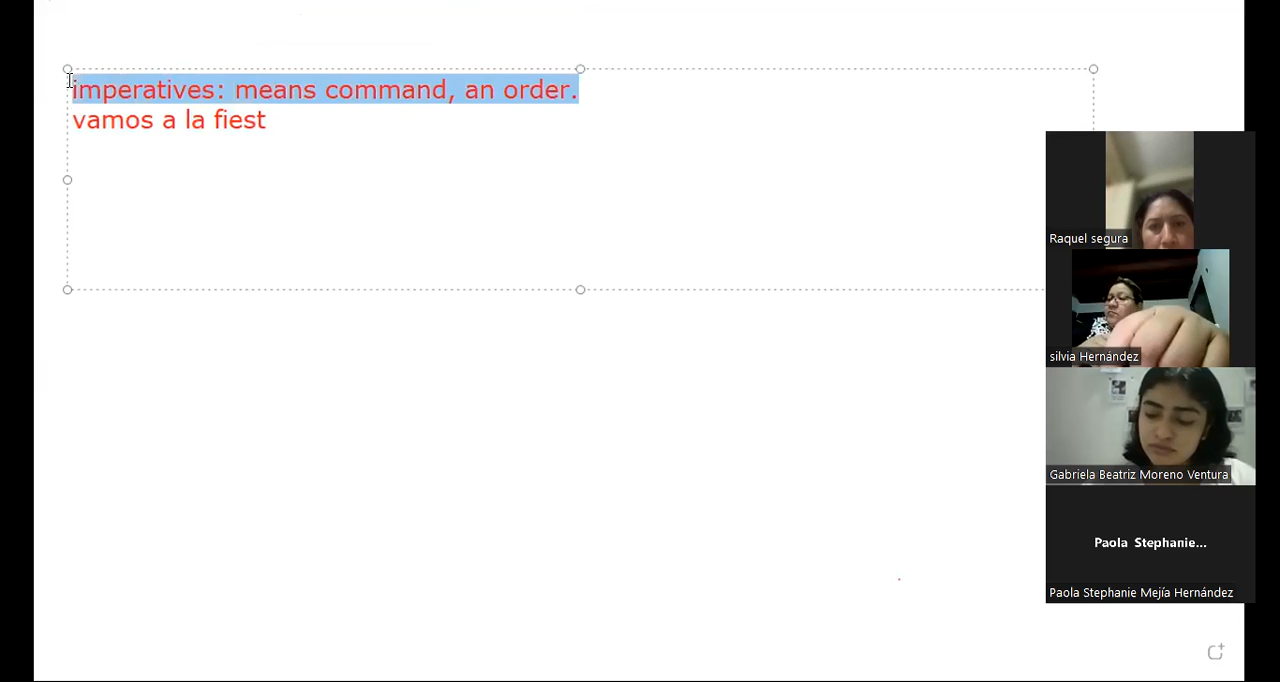 imperatives: means command, an order.
vamos a la fiest
Raquel segura
silvia Hernández
Gabriela Beatriz Moreno Ventura
Paola Stephanie...
Paola Stephanie Mejía Hernández